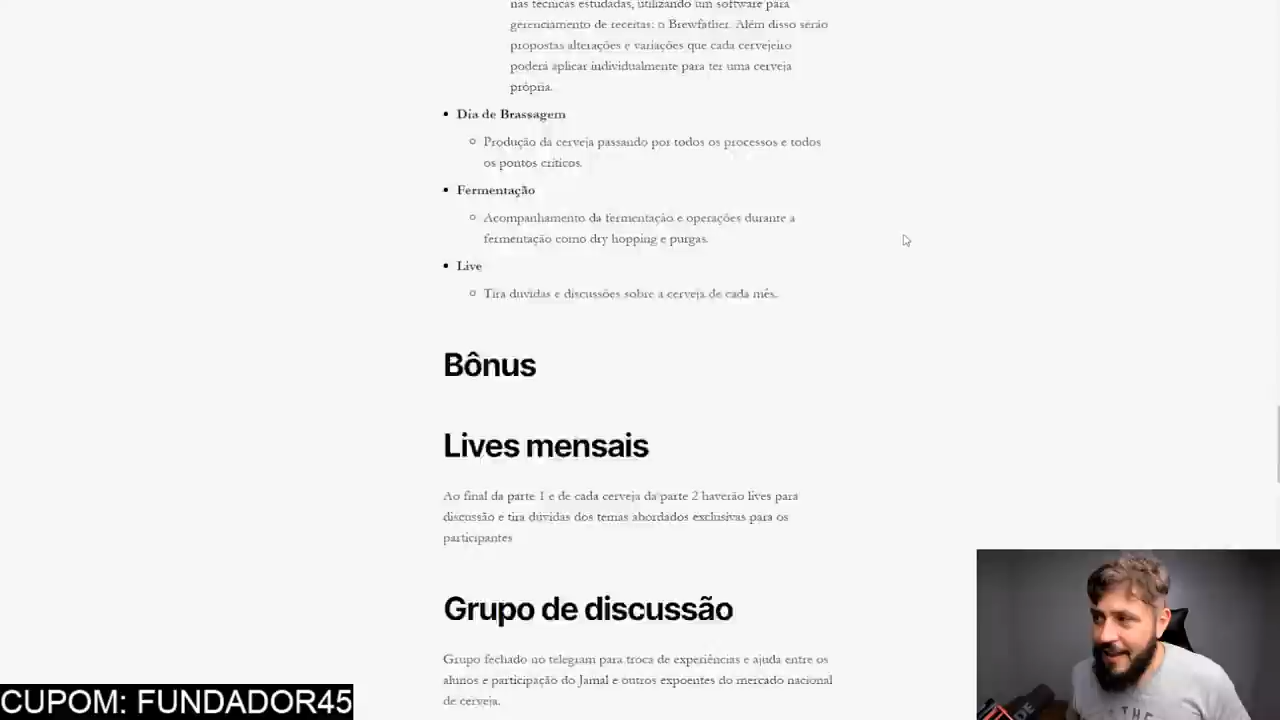 nas técnicas estudadas, utilizando um software para
gerenciamento de receitas: o Brewfather. Além disso serão
propostas alterações e variações que cada cervejeiro
poderá aplicar individualmente para ter uma cerveja
própria.
• Dia de Brassagem
Produção da cerveja passando por todos os processos e todos
os pontos críticos.
• Fermentação
Acompanhamento da fermentação e operações durante a
fermentação como dry hopping e purgas.
• Live
Tira duvidas e discussões sobre a cerveja de cada mês.
Bônus
Lives mensais
Ao final da parte 1 e de cada cerveja da parte 2 haverão lives para
discussão e tira dúvidas dos temas abordados exclusivas para os
participantes
Grupo de discussão
Grupo fechado no telegram para troca de experiências e ajuda entre os
alunos e participação do Jamal e outros expoentes do mercado nacional
de cerveja.
CUPOM: FUNDADOR45
THE